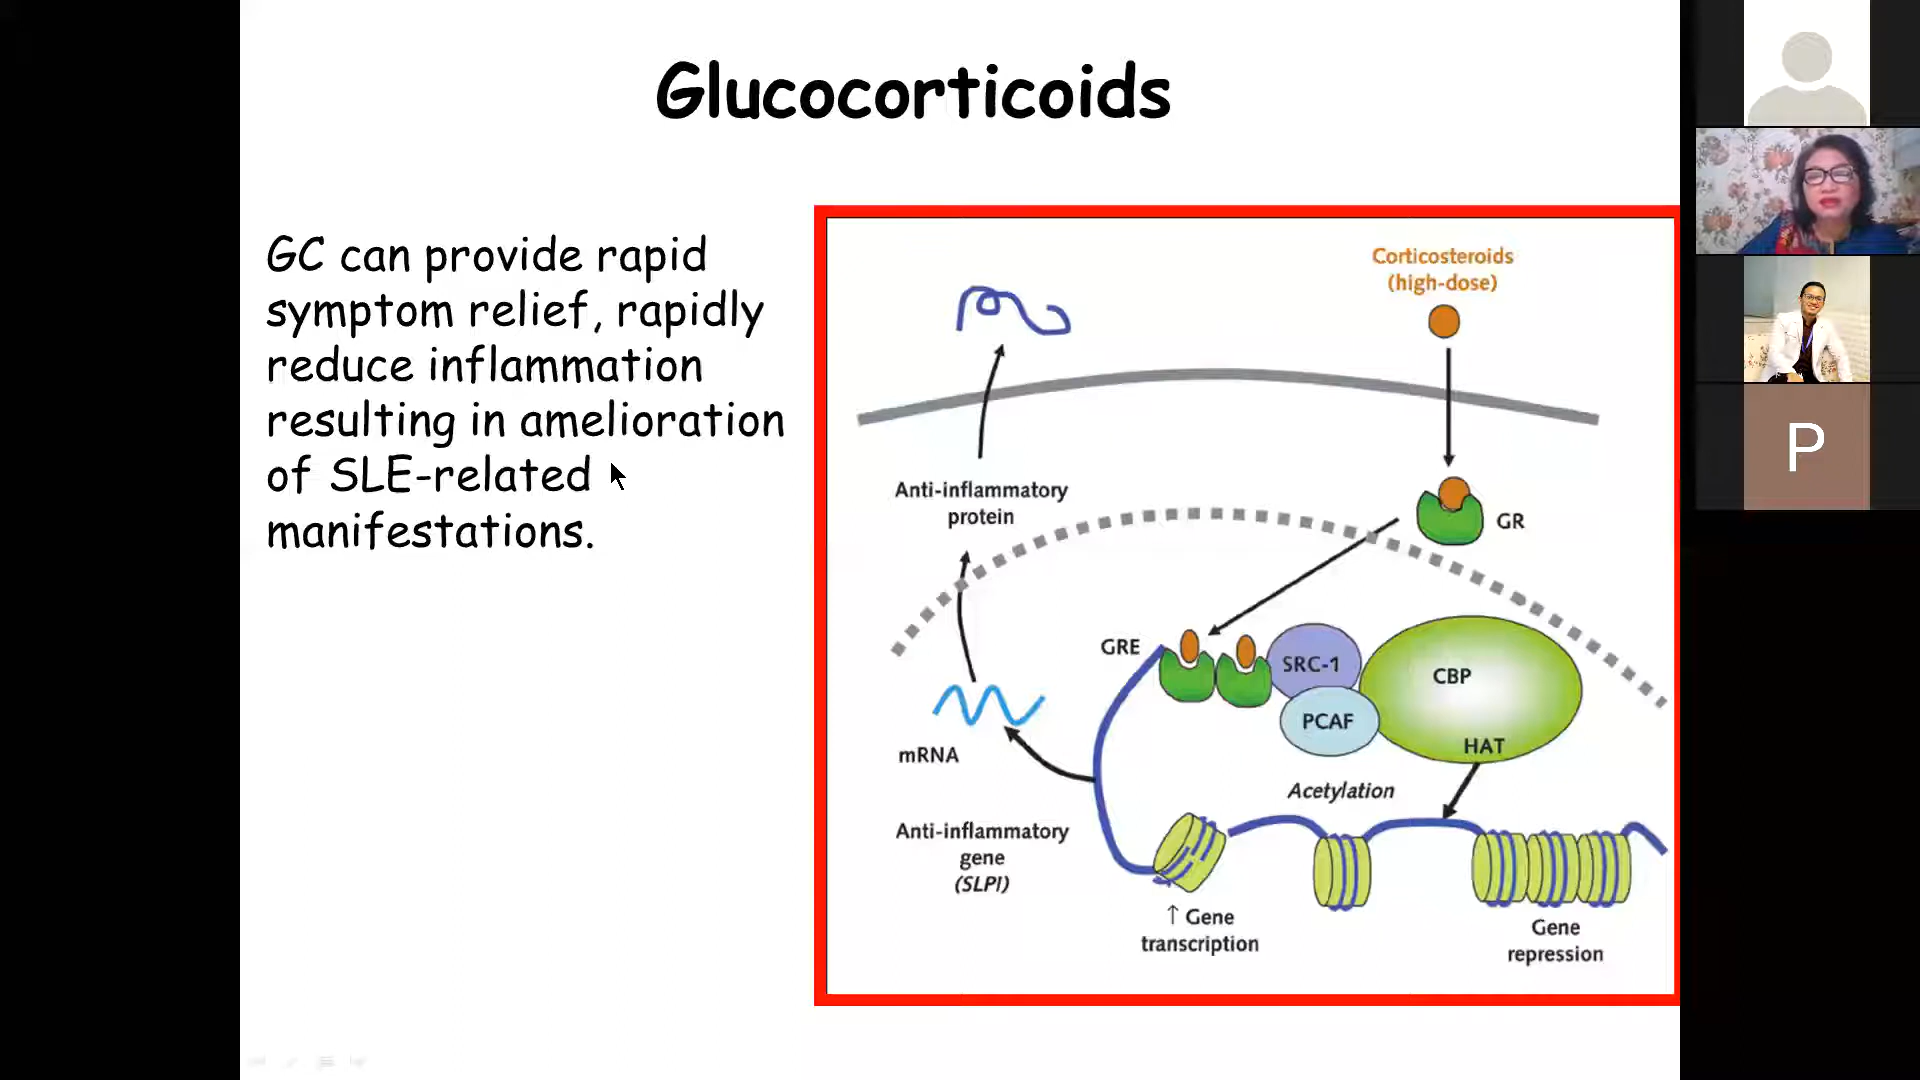 Glucocorticoids
GC can provide rapid
symptom relief, rapidly
reduce inflammation
resulting in amelioration
of SLE-related
manifestations.
Corticosteroids
(high-dose)
Anti-inflammatory
protein
GR
GRE
SRC-1
CBP
PCAF
HAT
mRNA
Acetylation
Anti-inflammatory
gene
(SLPI)
↑ Gene
transcription
Gene
repression
P